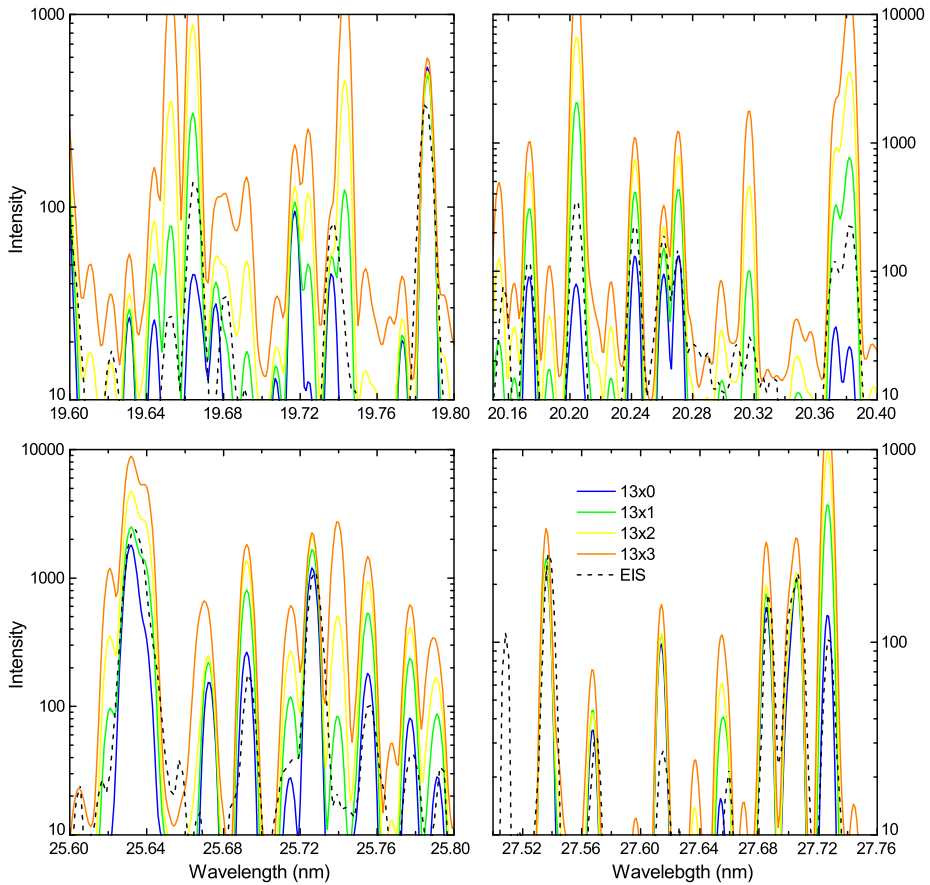 1000
100
10
Intensity
19.60 19.64 19.68 19.72 19.76 19.80
10000
1000
100
10
20.16 20.20 20.24 20.28 20.32 20.36 20.40
10000
1000
100
10
Intensity
25.60 25.64 25.68 25.72 25.76 25.80
Wavelength (nm)
1000
100
10
13x0
13x1
13x2
13x3
EIS
27.52 27.56 27.60 27.64 27.68 27.72 27.76
Wavelebgth (nm)